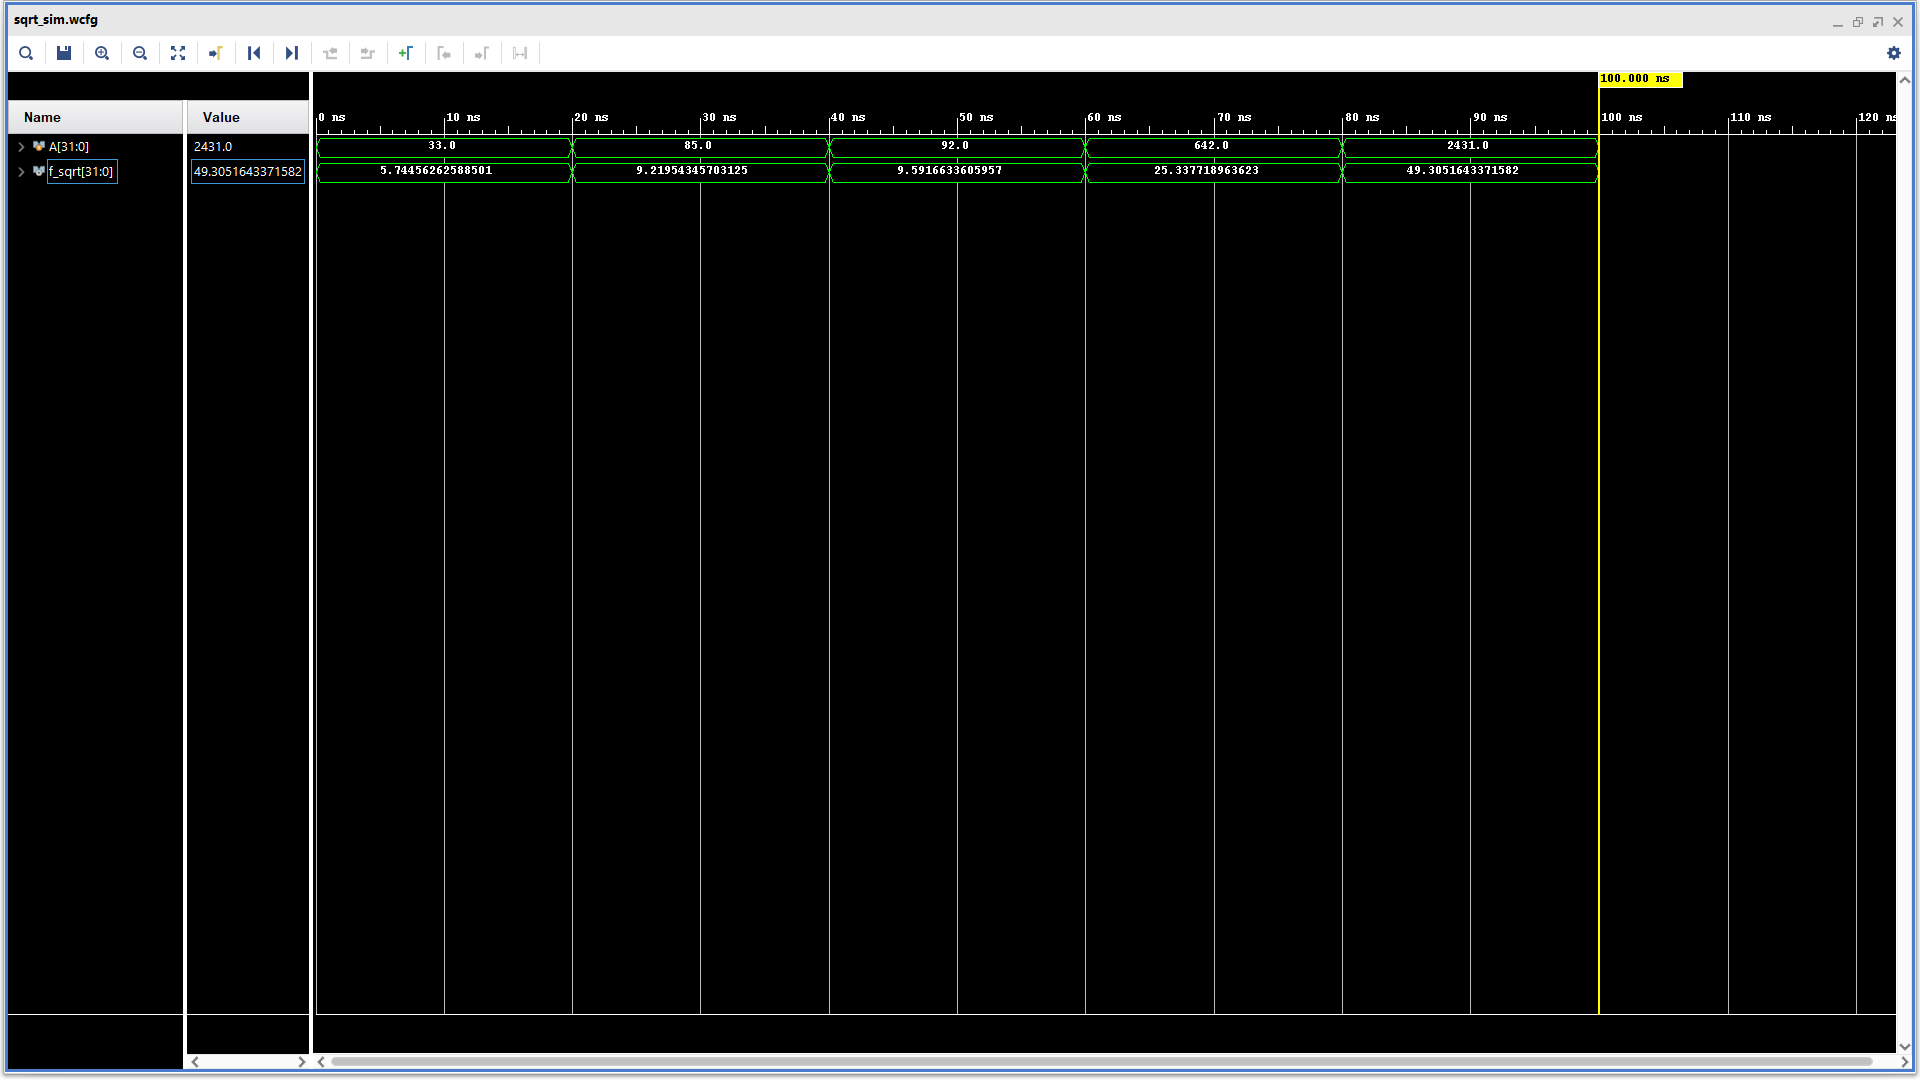 sqrt_sim.wcfg
100.000 ns
Name Value
0 ns 10 ns 20 ns 30 ns 40 ns 50 ns 60 ns 70 ns 80 ns 90 ns 100 ns 110 ns 120 ns
A[31:0] 2431.0 33.0 85.0 92.0 642.0 2431.0
f_sqrt[31:0] 49.3051643371582 5.74456262588501 9.21954345703125 9.5916633605957 25.337718963623 49.3051643371582